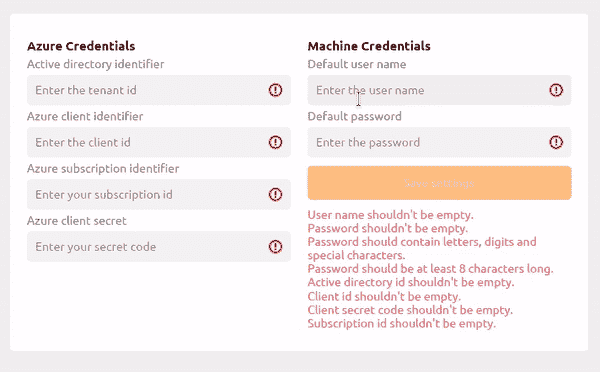 Azure Credentials
Active directory identifier
Enter the tenant id
Azure client identifier
Enter the client id
Azure subscription identifier
Enter your subscription id
Azure client secret
Enter your secret code
Machine Credentials
Default user name
Enter the user name
Default password
Enter the password
User name shouldn't be empty.
Password shouldn't be empty.
Password should contain letters, digits and
special characters.
Password should be at least 8 characters long.
Active directory id shouldn't be empty.
Client id shouldn't be empty.
Client secret code shouldn't be empty.
Subscription id shouldn't be empty.